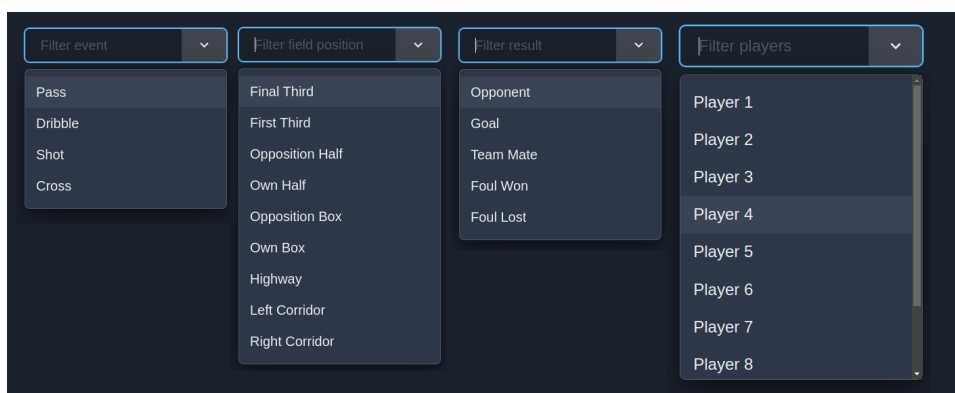 Filter event
Pass
Dribble
Shot
Cross
Filter field position
Final Third
First Third
Opposition Half
Own Half
Opposition Box
Own Box
Highway
Left Corridor
Right Corridor
Filter result
Opponent
Goal
Team Mate
Foul Won
Foul Lost
Filter players
Player 1
Player 2
Player 3
Player 4
Player 5
Player 6
Player 7
Player 8